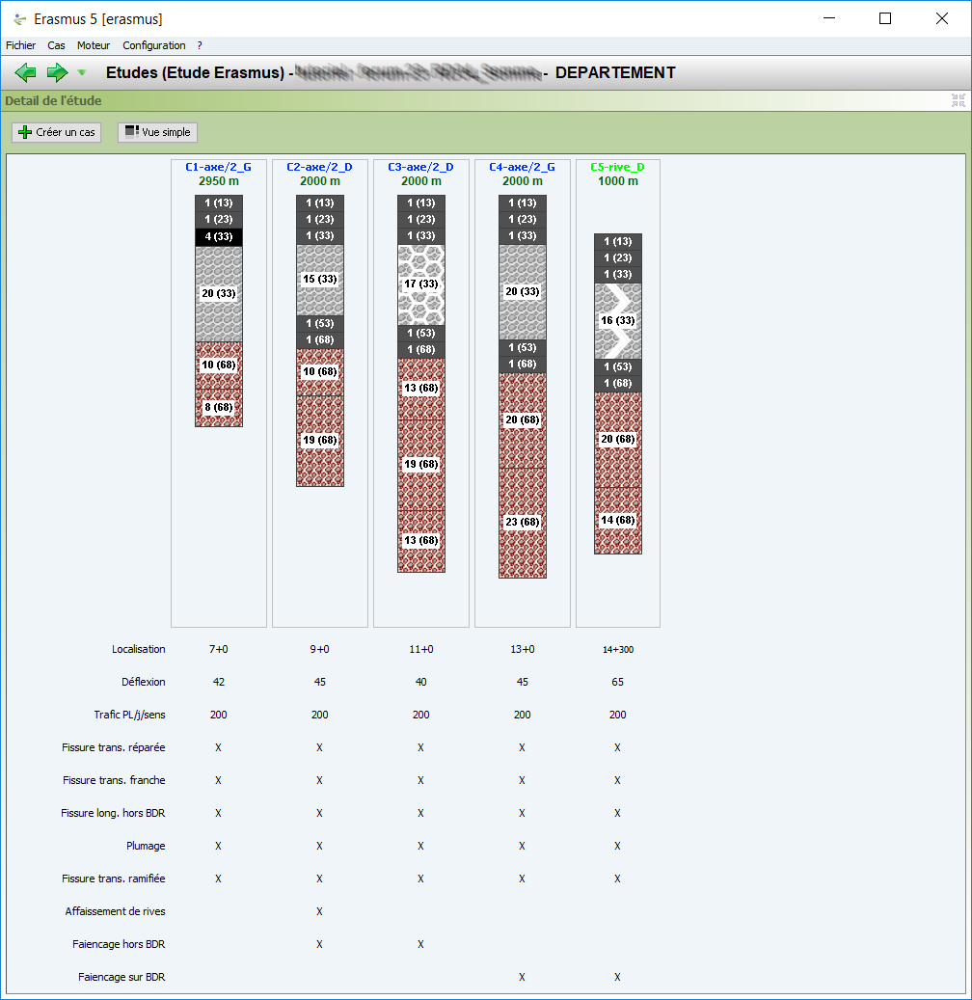 Erasmus 5 [erasmus]
Fichier Cas Moteur Configuration ?
Etudes (Etude Erasmus) - - DEPARTEMENT
Detail de l'étude
Créer un cas Vue simple
C1-axe/2_G C2-axe/2_D C3-axe/2_D C4-axe/2_G C5-rive_D
2950 m 2000 m 2000 m 2000 m 1000 m
1 (13) 1 (13) 1 (13) 1 (13)
1 (23) 1 (23) 1 (23) 1 (23)
4 (33) 1 (33) 1 (33) 1 (33) 1 (13)
1 (23)
1 (33)
15 (33) 17 (33)
20 (33) 20 (33)
1 (53) 16 (33)
1 (68) 1 (53)
1 (68) 1 (53)
10 (68) 10 (68) 1 (68) 1 (53)
1 (68)
13 (68)
8 (68) 20 (68)
19 (68) 20 (68)
19 (68)
23 (68) 14 (68)
13 (68)
Localisation 7+0 9+0 11+0 13+0 14+300
Déflexion 42 45 40 45 65
Trafic PL/j/sens 200 200 200 200 200
Fissure trans. réparée X X X X X
Fissure trans. franche X X X X X
Fissure long. hors BDR X X X X X
Plumage X X X X X
Fissure trans. ramifiée X X X X X
Affaissement de rives X
Faiencage hors BDR X X
Faiencage sur BDR X X